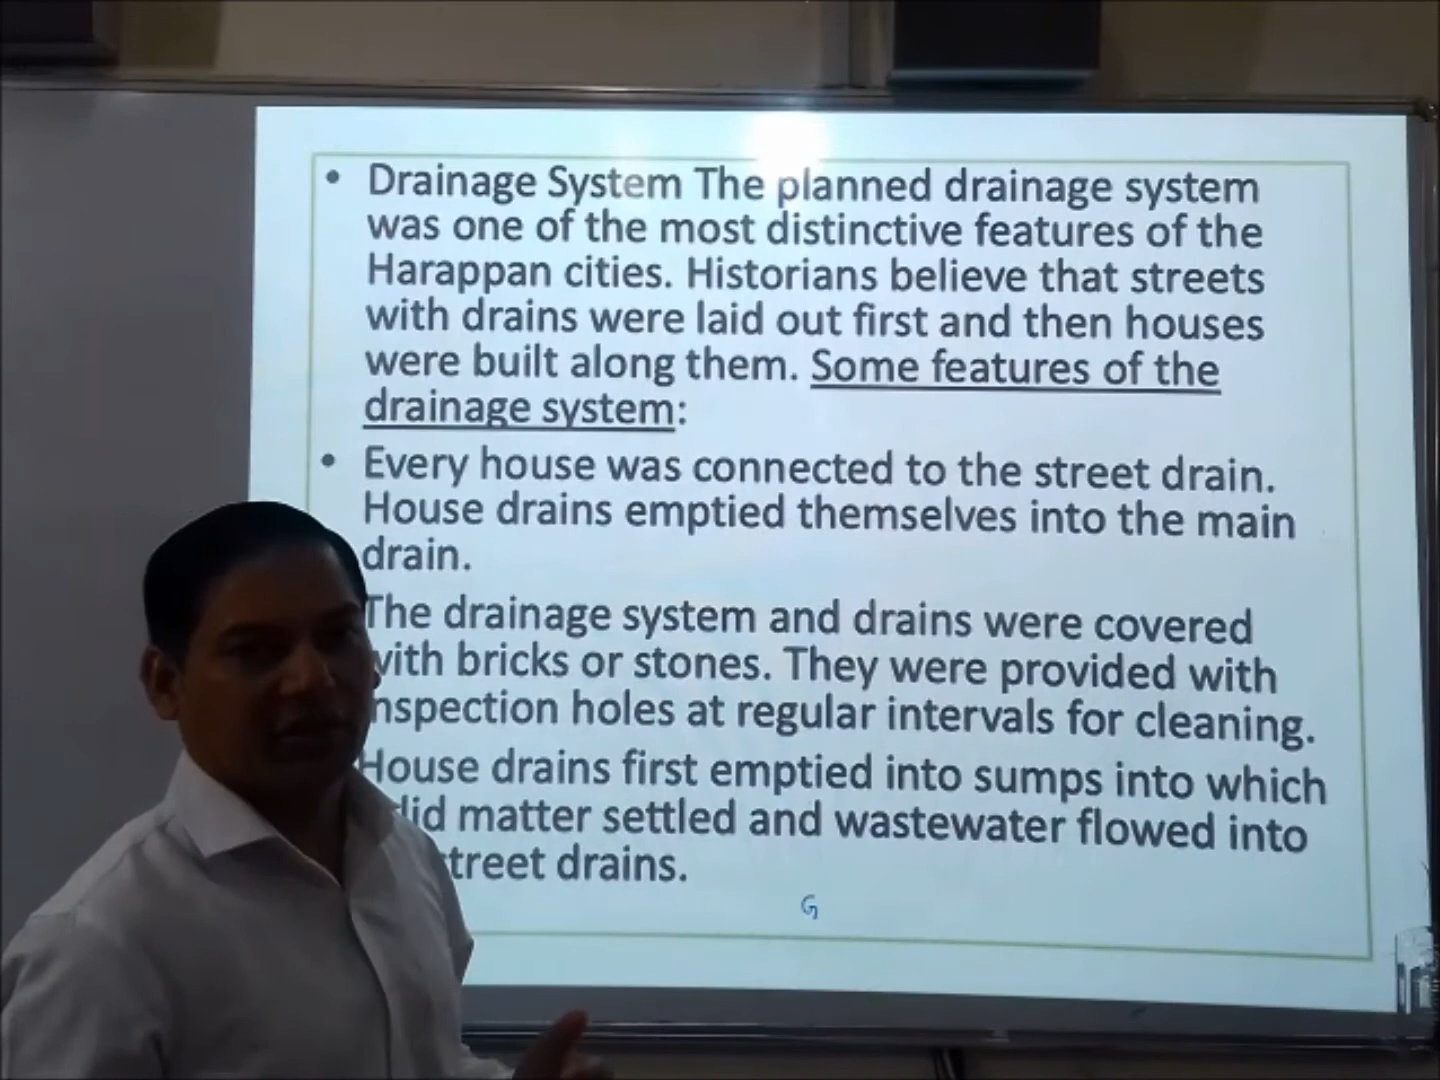 • Drainage System The planned drainage system
was one of the most distinctive features of the
Harappan cities. Historians believe that streets
with drains were laid out first and then houses
were built along them. Some features of the
drainage system:
• Every house was connected to the street drain.
House drains emptied themselves into the main
drain.
The drainage system and drains were covered
with bricks or stones. They were provided with
inspection holes at regular intervals for cleaning.
House drains first emptied into sumps into which
matter settled and wastewater flowed into
street drains.
G